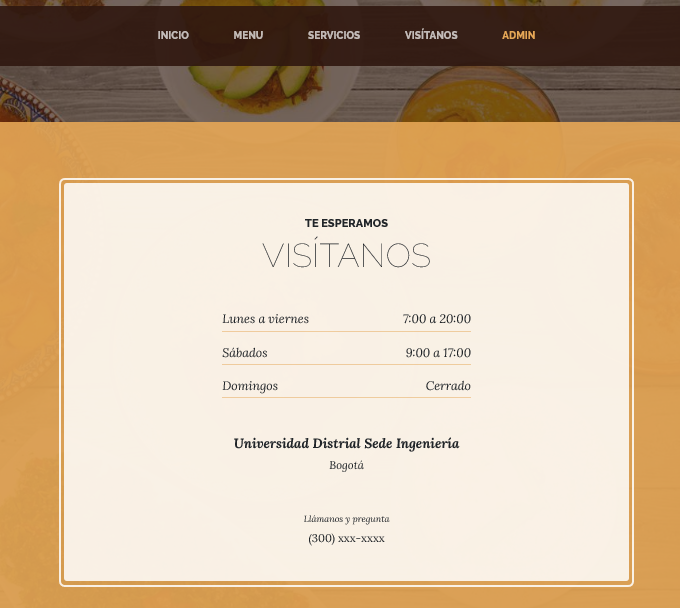 INICIO MENU SERVICIOS VISÍTANOS ADMIN
TE ESPERAMOS
VISÍTANOS
Lunes a viernes 7:00 a 20:00
Sábados 9:00 a 17:00
Domingos Cerrado
Universidad Distrial Sede Ingeniería
Bogotá
Llámanos y pregunta
(300) xxx-xxxx